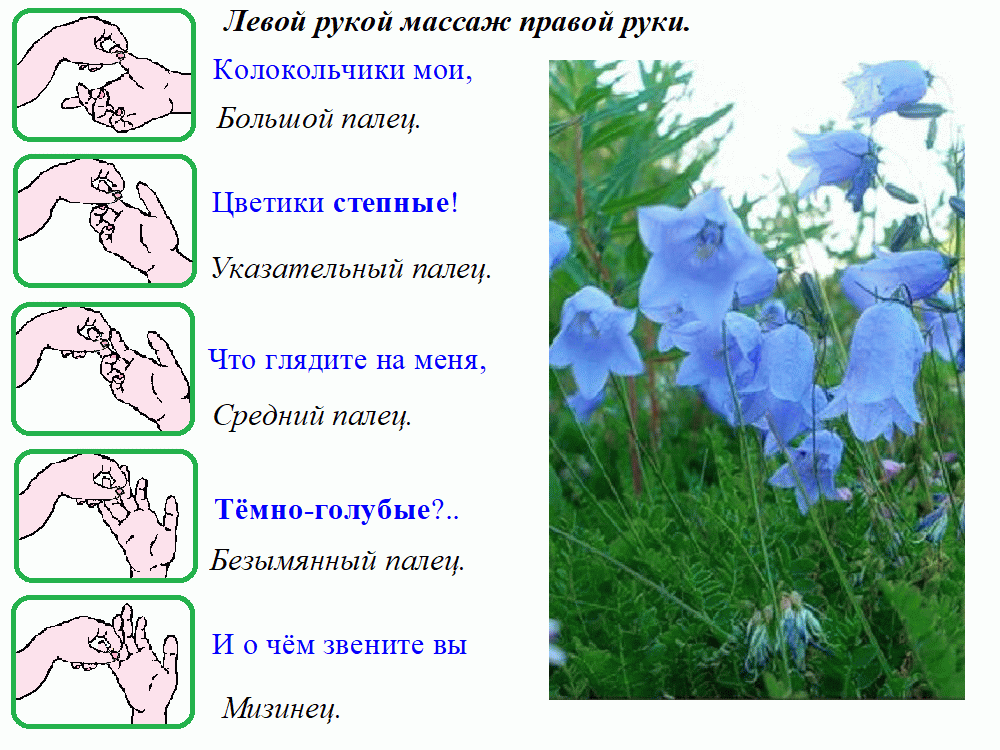 Левой рукой массаж правой руки.
Колокольчики мои,
Большой палец.
Цветики степные!
Указательный палец.
Что глядите на меня,
Средний палец.
Тёмно-голубые?..
Безымянный палец.
И о чём звените вы
Мизинец.